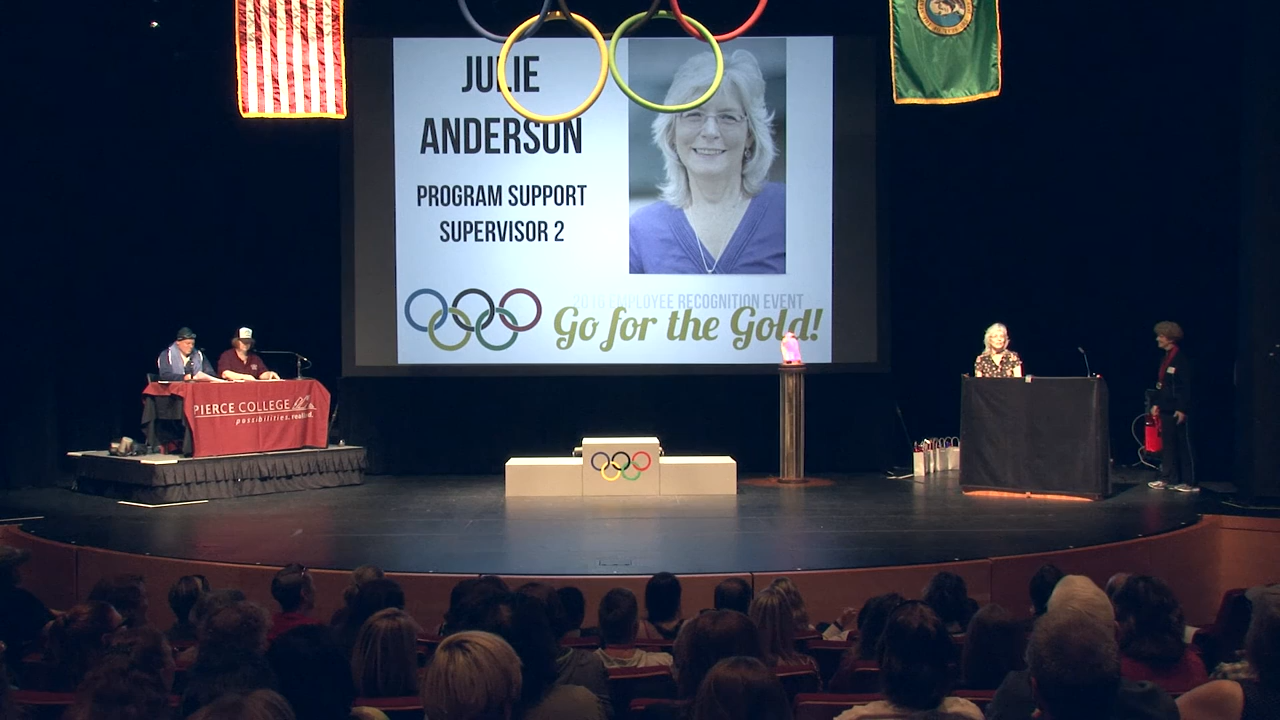 JULIE
ANDERSON
PROGRAM SUPPORT
SUPERVISOR 2
EMPLOYEE RECOGNITION EVENT
Go for the Gold!
PIERCE COLLEGE
possibilities. realized.